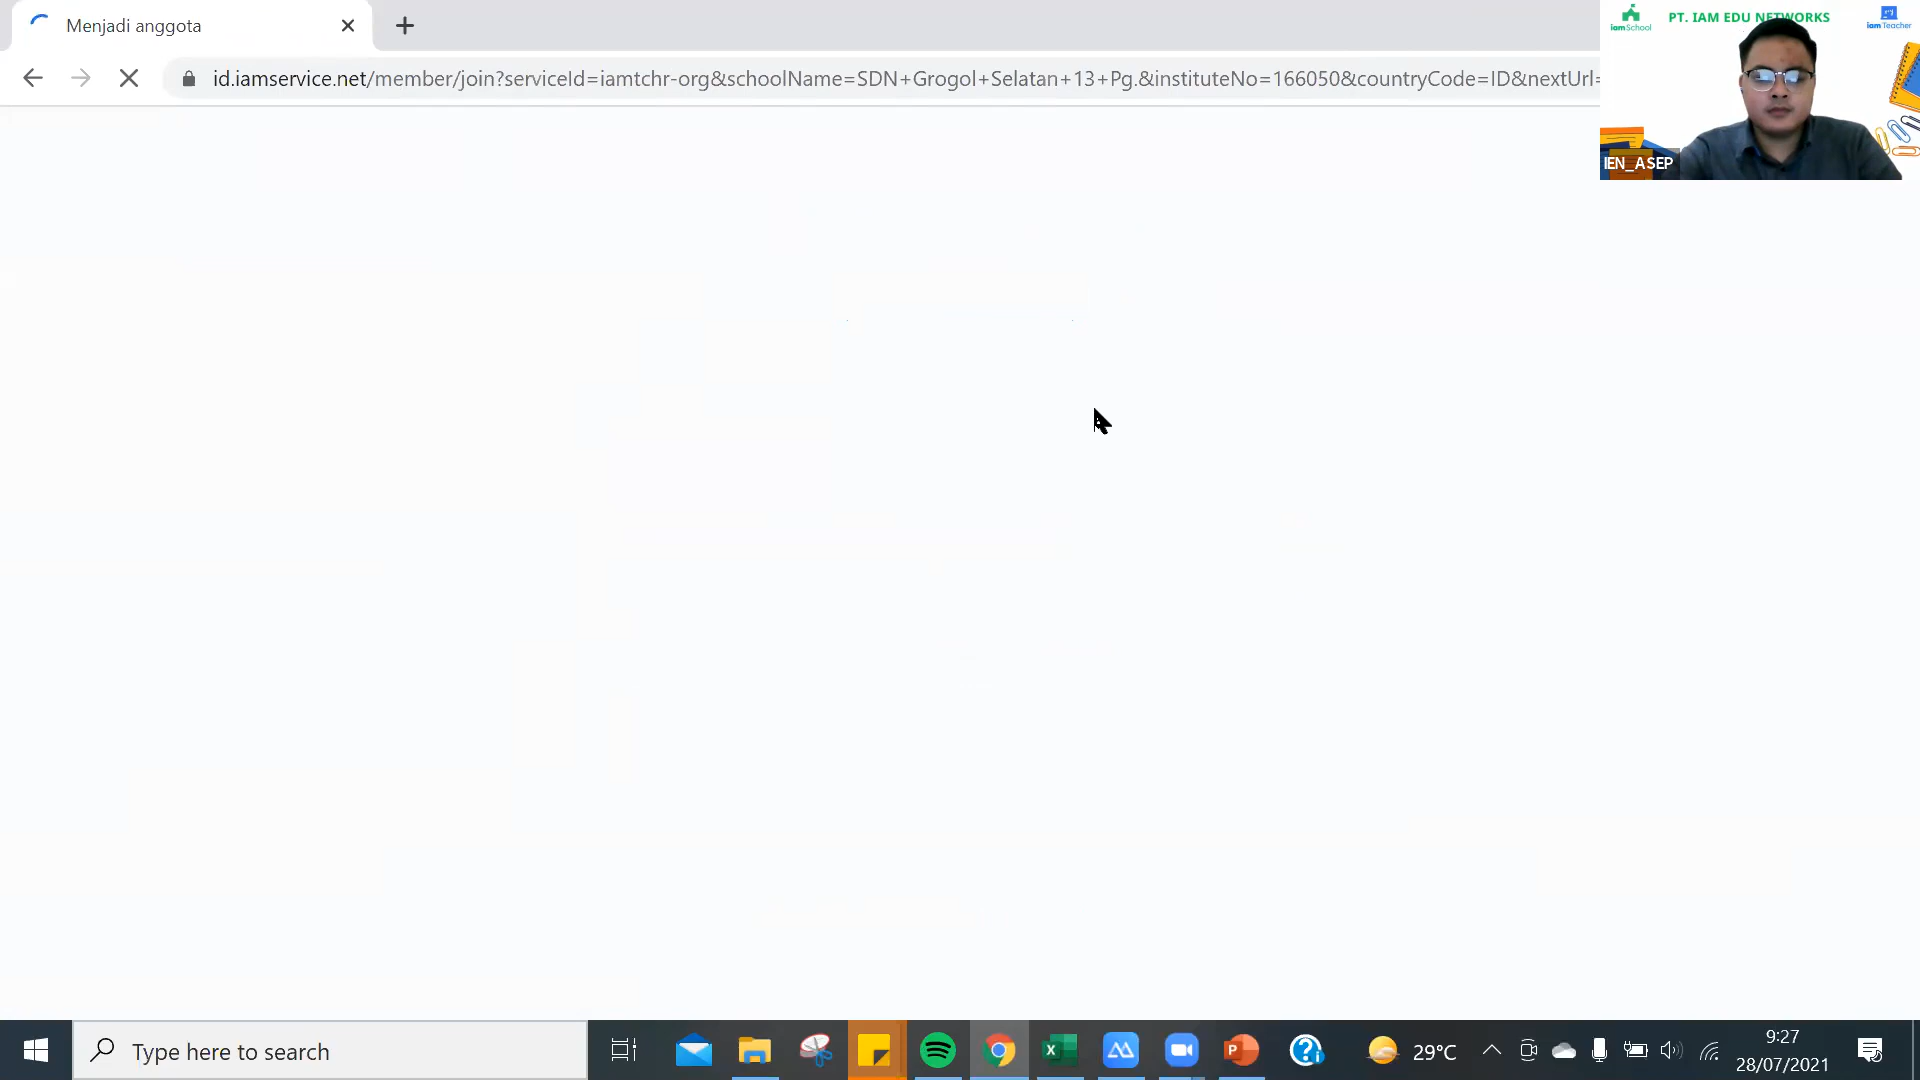 Menjadi anggota
id.iamservice.net/member/join?serviceId=iamtchr-org&schoolName=SDN+Grogol+Selatan+13+Pg.&instituteNo=166050&countryCode=ID&nextUrl=
iamSchool
PT. IAM EDU NETWORKS
iam Teacher
IEN_ASEP
Type here to search
29°C
9:27
28/07/2021